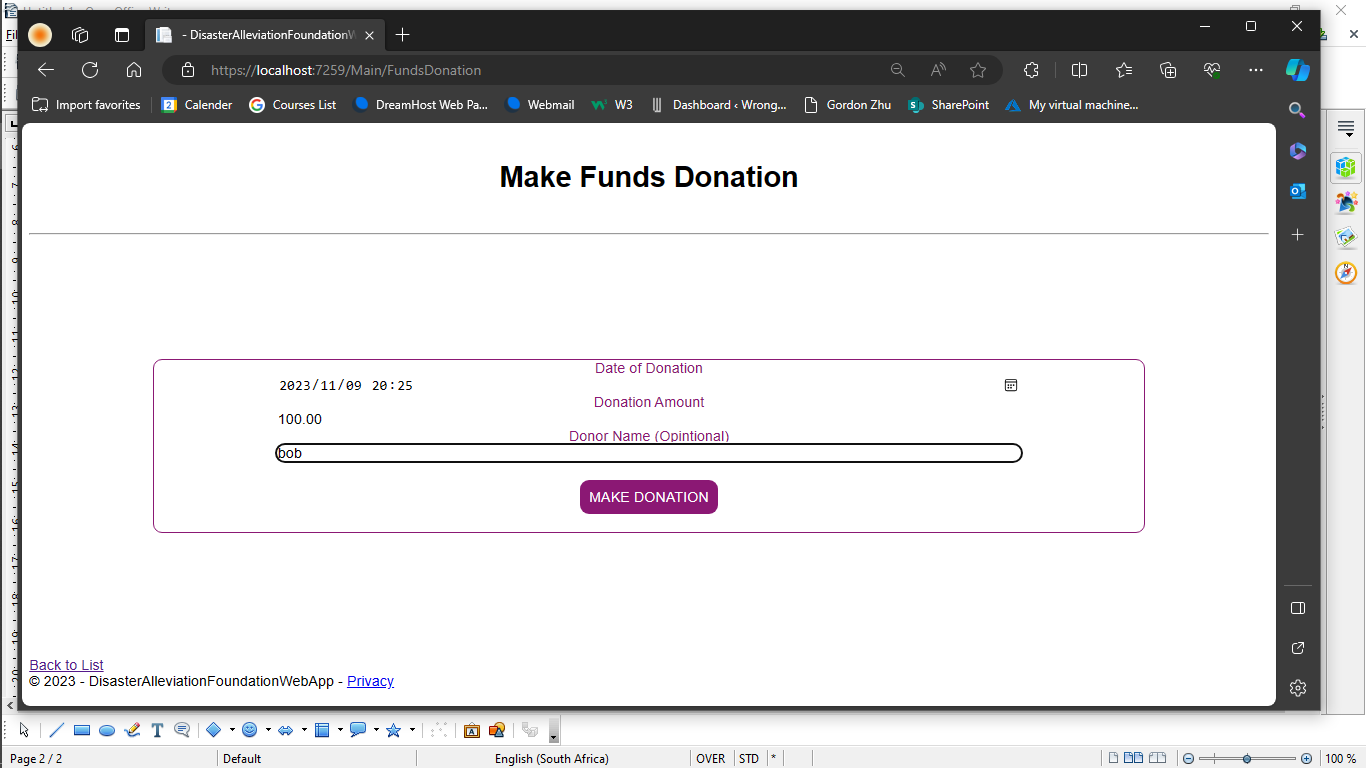 - DisasterAlleviationFoundationW
https://localhost:7259/Main/FundsDonation
Import favorites
Calender
Courses List
DreamHost Web Pa...
Webmail
W3
Dashboard ‹ Wrong...
Gordon Zhu
SharePoint
My virtual machine...
Make Funds Donation
Date of Donation
2023/11/09 20:25
Donation Amount
100.00
Donor Name (Opintional)
bob
MAKE DONATION
Back to List
© 2023 - DisasterAlleviationFoundationWebApp - Privacy
Page 2 / 2
Default
English (South Africa)
OVER
STD
*
100 %